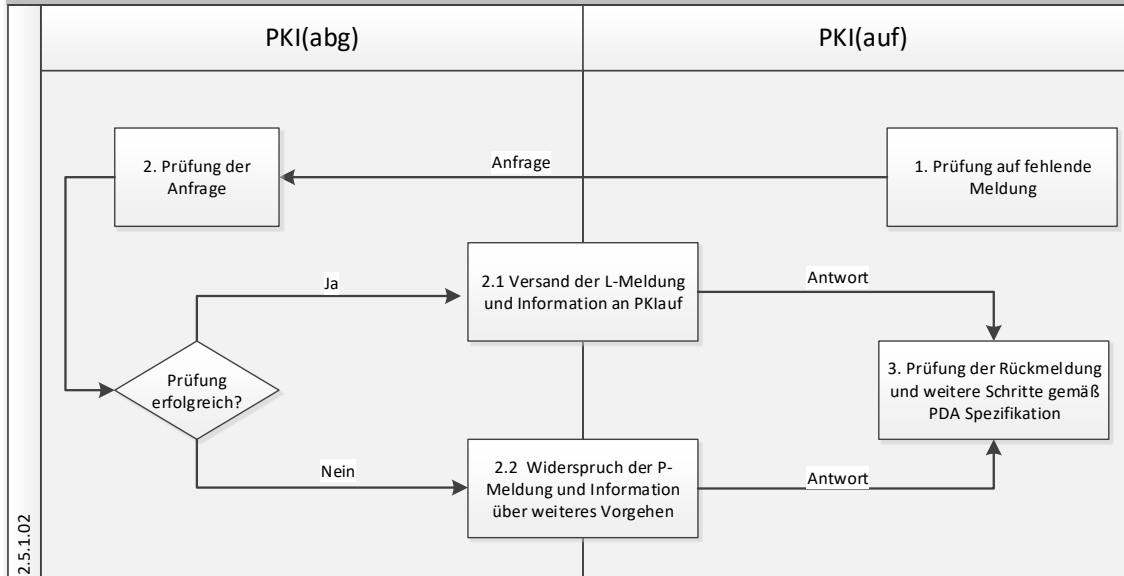 PKI(abg)
PKI(auf)
2. Prüfung der
Anfrage
Anfrage
1. Prüfung auf fehlende
Meldung
Ja
2.1 Versand der L-Meldung
und Information an PKIauf
Antwort
Prüfung
erfolgreich?
3. Prüfung der Rückmeldung
und weitere Schritte gemäß
PDA Spezifikation
Nein
2.2 Widerspruch der P-
Meldung und Information
über weiteres Vorgehen
Antwort
2.5.1.02